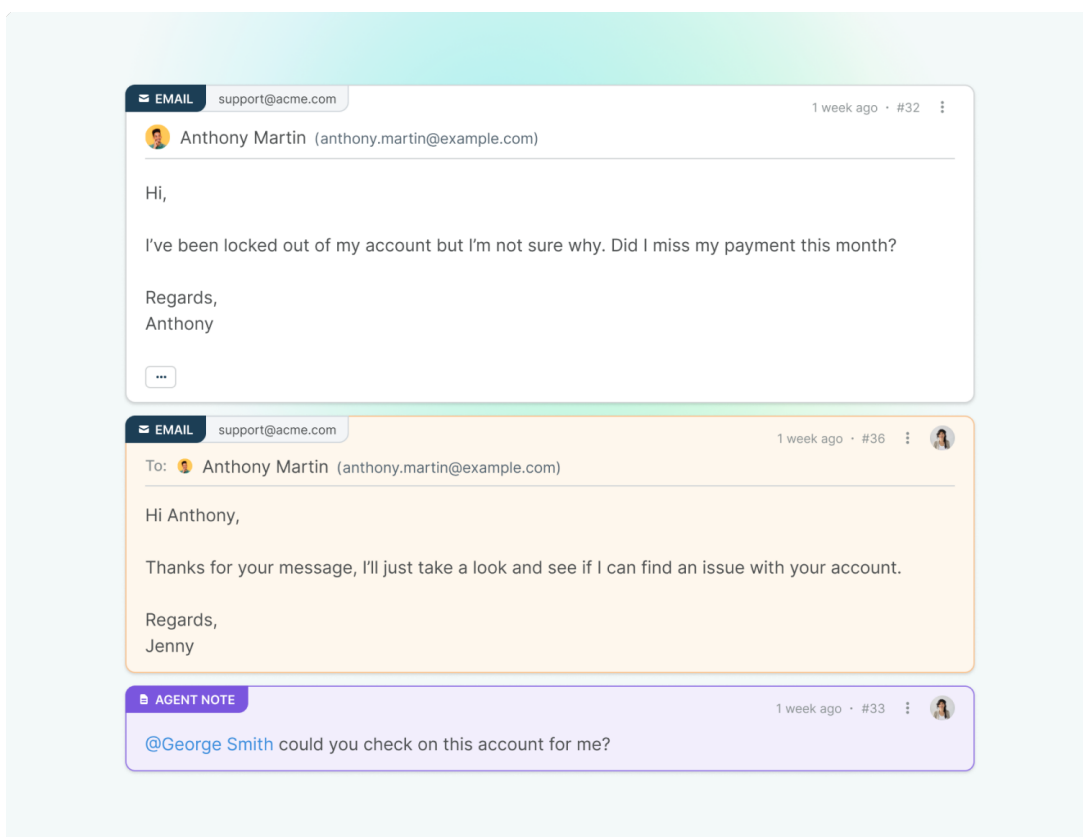 EMAIL support@acme.com 1 week ago · #32
Anthony Martin (anthony.martin@example.com)
Hi,
I've been locked out of my account but I'm not sure why. Did I miss my payment this month?
Regards,
Anthony
...
EMAIL support@acme.com 1 week ago · #36
To: Anthony Martin (anthony.martin@example.com)
Hi Anthony,
Thanks for your message, I'll just take a look and see if I can find an issue with your account.
Regards,
Jenny
AGENT NOTE 1 week ago · #33
@George Smith could you check on this account for me?